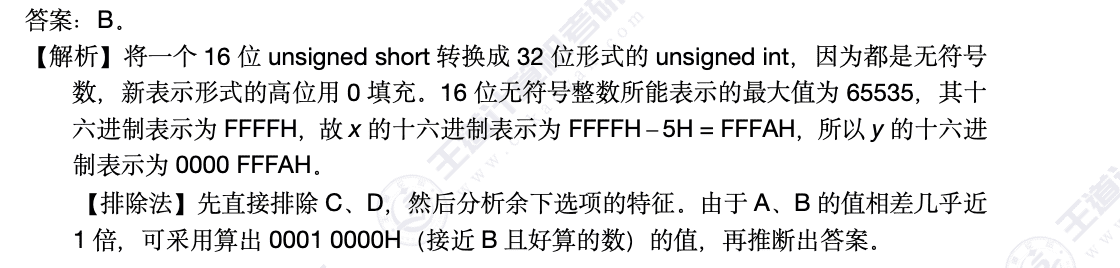 答案：B。
【解析】将一个 16 位 unsigned short 转换成 32 位形式的 unsigned int，因为都是无符号
数，新表示形式的高位用 0 填充。16 位无符号整数所能表示的最大值为 65535，其十
六进制表示为 FFFFH，故 x 的十六进制表示为 FFFFH – 5H = FFFAH，所以 y 的十六进
制表示为 0000 FFFAH。
【排除法】先直接排除 C、D，然后分析余下选项的特征。由于 A、B 的值相差几乎近
1 倍，可采用算出 0001 0000H（接近 B 且好算的数）的值，再推断出答案。